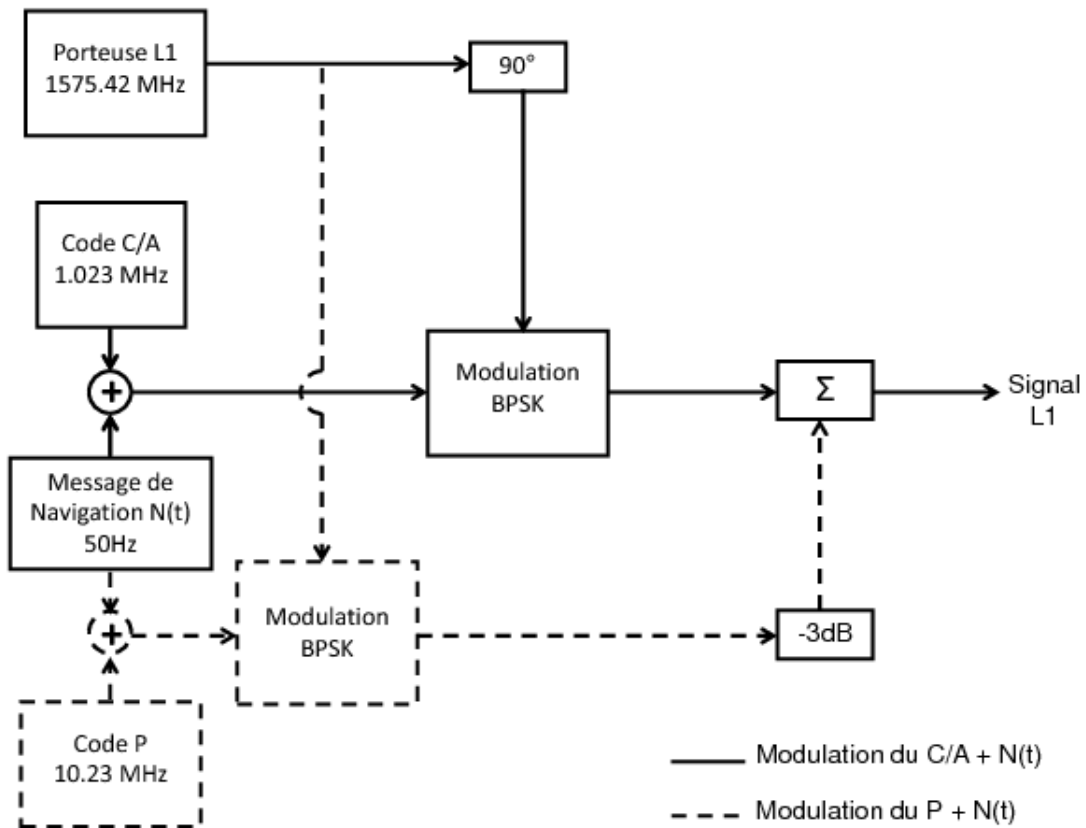 Porteuse L1
1575.42 MHz
90°
Code C/A
1.023 MHz
+
Modulation
BPSK
Σ
Signal
L1
Message de
Navigation N(t)
50Hz
+
Modulation
BPSK
-3dB
Code P
10.23 MHz
Modulation du C/A + N(t)
Modulation du P + N(t)